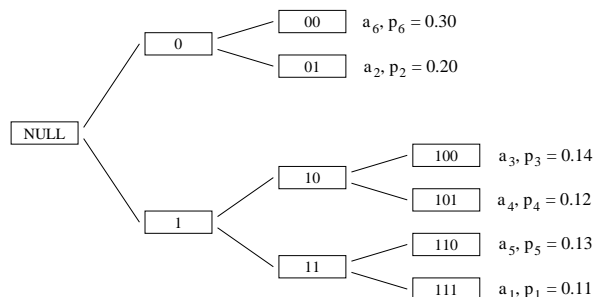 00 a6, p6 = 0.30
0
01 a2, p2 = 0.20
NULL
100 a3, p3 = 0.14
10
101 a4, p4 = 0.12
1
110 a5, p5 = 0.13
11
111 a1, p1 = 0.11